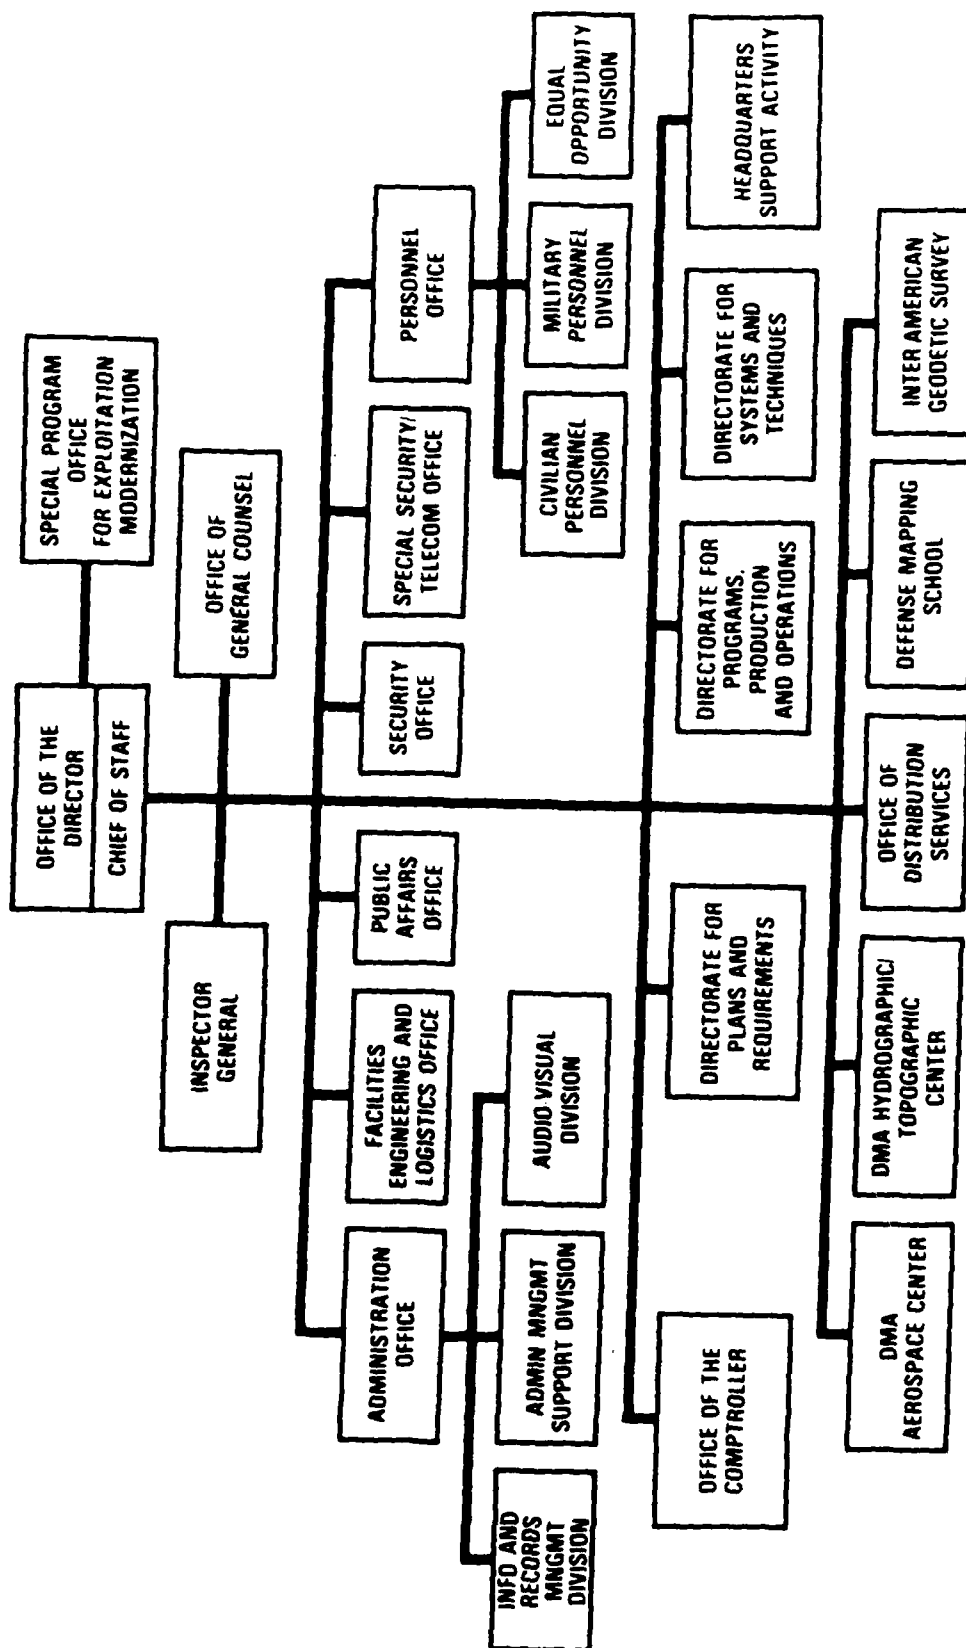 OFFICE OF THE
DIRECTOR
CHIEF OF STAFF
SPECIAL PROGRAM
OFFICE
FOR EXPLOITATION
MODERNIZATION
INSPECTOR
GENERAL
OFFICE OF
GENERAL COUNSEL
ADMINISTRATION
OFFICE
FACILITIES
ENGINEERING AND
LOGISTICS OFFICE
PUBLIC
AFFAIRS
OFFICE
SECURITY
OFFICE
SPECIAL SECURITY/
TELECOM OFFICE
PERSONNEL
OFFICE
INFO AND
RECORDS
MNGMT
DIVISION
ADMIN MNGMT
SUPPORT DIVISION
AUDIO VISUAL
DIVISION
CIVILIAN
PERSONNEL
DIVISION
MILITARY
PERSONNEL
DIVISION
EQUAL
OPPORTUNITY
DIVISION
OFFICE OF THE
COMPTROLLER
DIRECTORATE FOR
PLANS AND
REQUIREMENTS
DIRECTORATE FOR
PROGRAMS,
PRODUCTION
AND OPERATIONS
DIRECTORATE FOR
SYSTEMS AND
TECHNIQUES
HEADQUARTERS
SUPPORT ACTIVITY
DMA
AEROSPACE CENTER
DMA HYDROGRAPHIC/
TOPOGRAPHIC
CENTER
OFFICE OF
DISTRIBUTION
SERVICES
DEFENSE MAPPING
SCHOOL
INTER AMERICAN
GEODETIC SURVEY